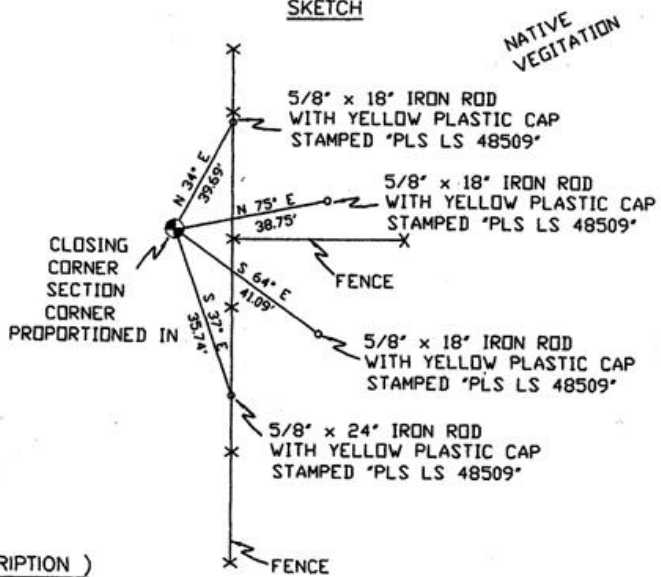 SKETCH
NATIVE
VEGITATION
5/8" x 18" IRON ROD
WITH YELLOW PLASTIC CAP
STAMPED "PLS LS 48509"
N 34° E
39.69'
5/8" x 18" IRON ROD
WITH YELLOW PLASTIC CAP
STAMPED "PLS LS 48509"
N 75° E
38.75'
CLOSING
CORNER
SECTION
CORNER
PROPORTIONED IN
FENCE
S 64° E
41.09'
S 37° E
35.74'
5/8" x 18" IRON ROD
WITH YELLOW PLASTIC CAP
STAMPED "PLS LS 48509"
5/8" x 24" IRON ROD
WITH YELLOW PLASTIC CAP
STAMPED "PLS LS 48509"
RIPTION )
FENCE